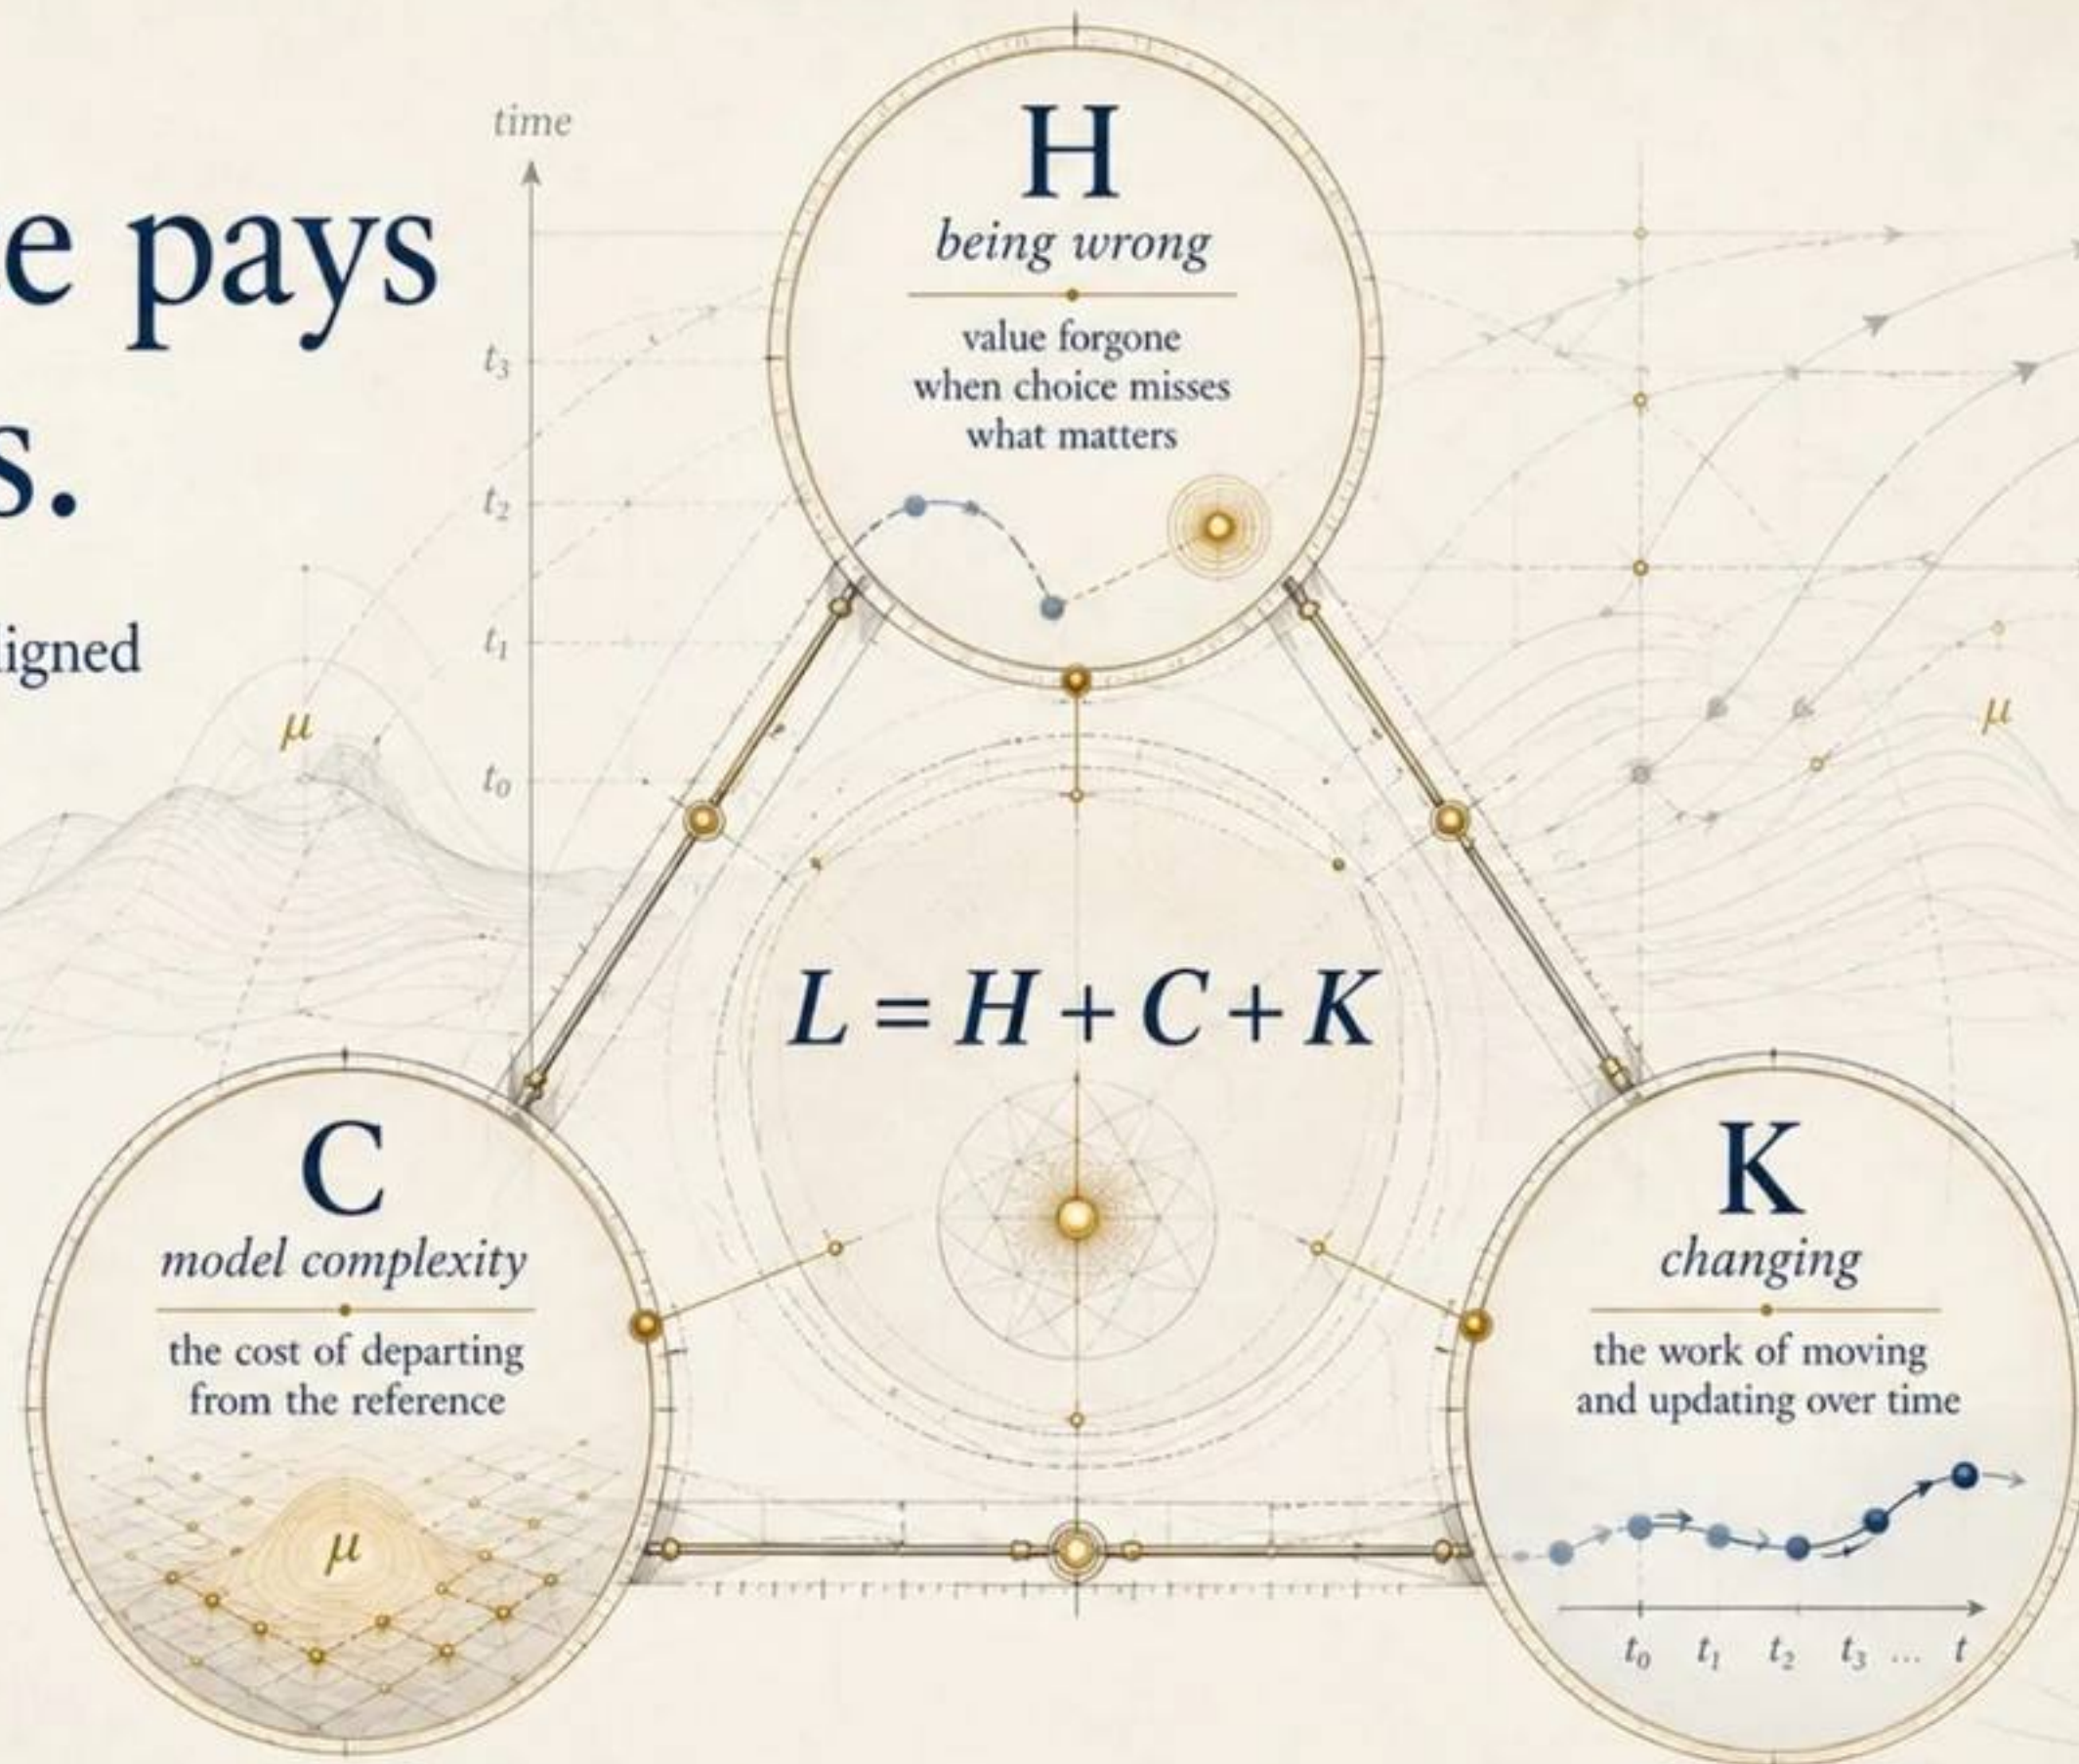 e pays
s.
igned
time
t₃
t₂
t₁
t₀
μ
H
being wrong
value forgone
when choice misses
what matters
μ
L = H + C + K
C
model complexity
the cost of departing
from the reference
μ
K
changing
the work of moving
and updating over time
t₀ t₁ t₂ t₃ ... t